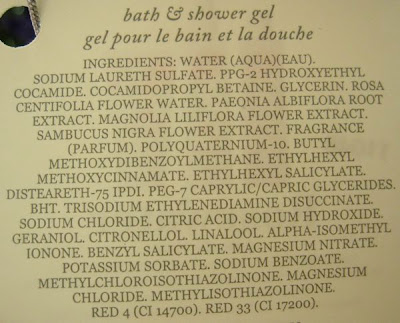 bath & shower gel
gel pour le bain et la douche
INGREDIENTS: WATER (AQUA)(EAU).
SODIUM LAURETH SULFATE. PPG-2 HYDROXYETHYL
COCAMIDE. COCAMIDOPROPYL BETAINE. GLYCERIN. ROSA
CENTIFOLIA FLOWER WATER. PAEONIA ALBIFLORA ROOT
EXTRACT. MAGNOLIA LILIFLORA FLOWER EXTRACT.
SAMBUCUS NIGRA FLOWER EXTRACT. FRAGRANCE
(PARFUM). POLYQUATERNIUM-10. BUTYL
METHOXYDIBENZOYLMETHANE. ETHYLHEXYL
METHOXYCINNAMATE. ETHYLHEXYL SALICYLATE.
DISTEARETH-75 IPDI. PEG-7 CAPRYLIC/CAPRIC GLYCERIDES.
BHT. TRISODIUM ETHYLENEDIAMINE DISUCCINATE.
SODIUM CHLORIDE. CITRIC ACID. SODIUM HYDROXIDE.
GERANIOL. CITRONELLOL. LINALOOL. ALPHA-ISOMETHYL
IONONE. BENZYL SALICYLATE. MAGNESIUM NITRATE.
POTASSIUM SORBATE. SODIUM BENZOATE.
METHYLCHLOROISOTHIAZOLINONE. MAGNESIUM
CHLORIDE. METHYLISOTHIAZOLINONE.
RED 4 (CI 14700). RED 33 (CI 17200).